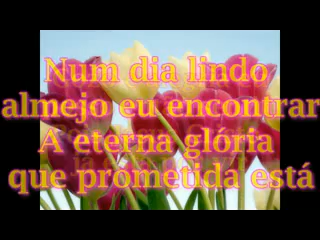 Num dia lindo
almejo eu encontrar
A eterna glória
que prometida está